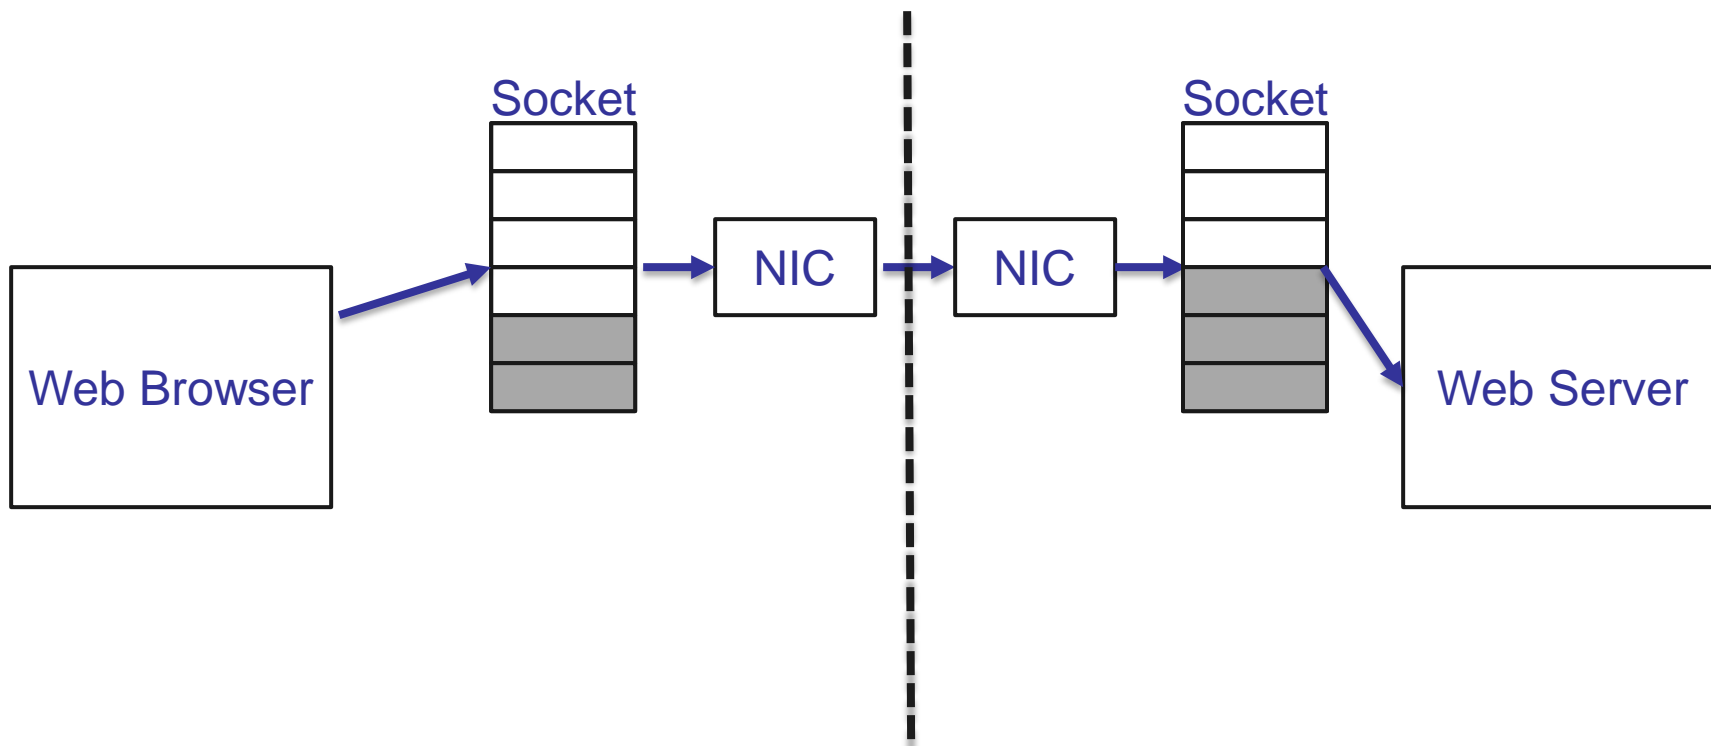 Socket
Socket
NIC
NIC
Web Browser
Web Server